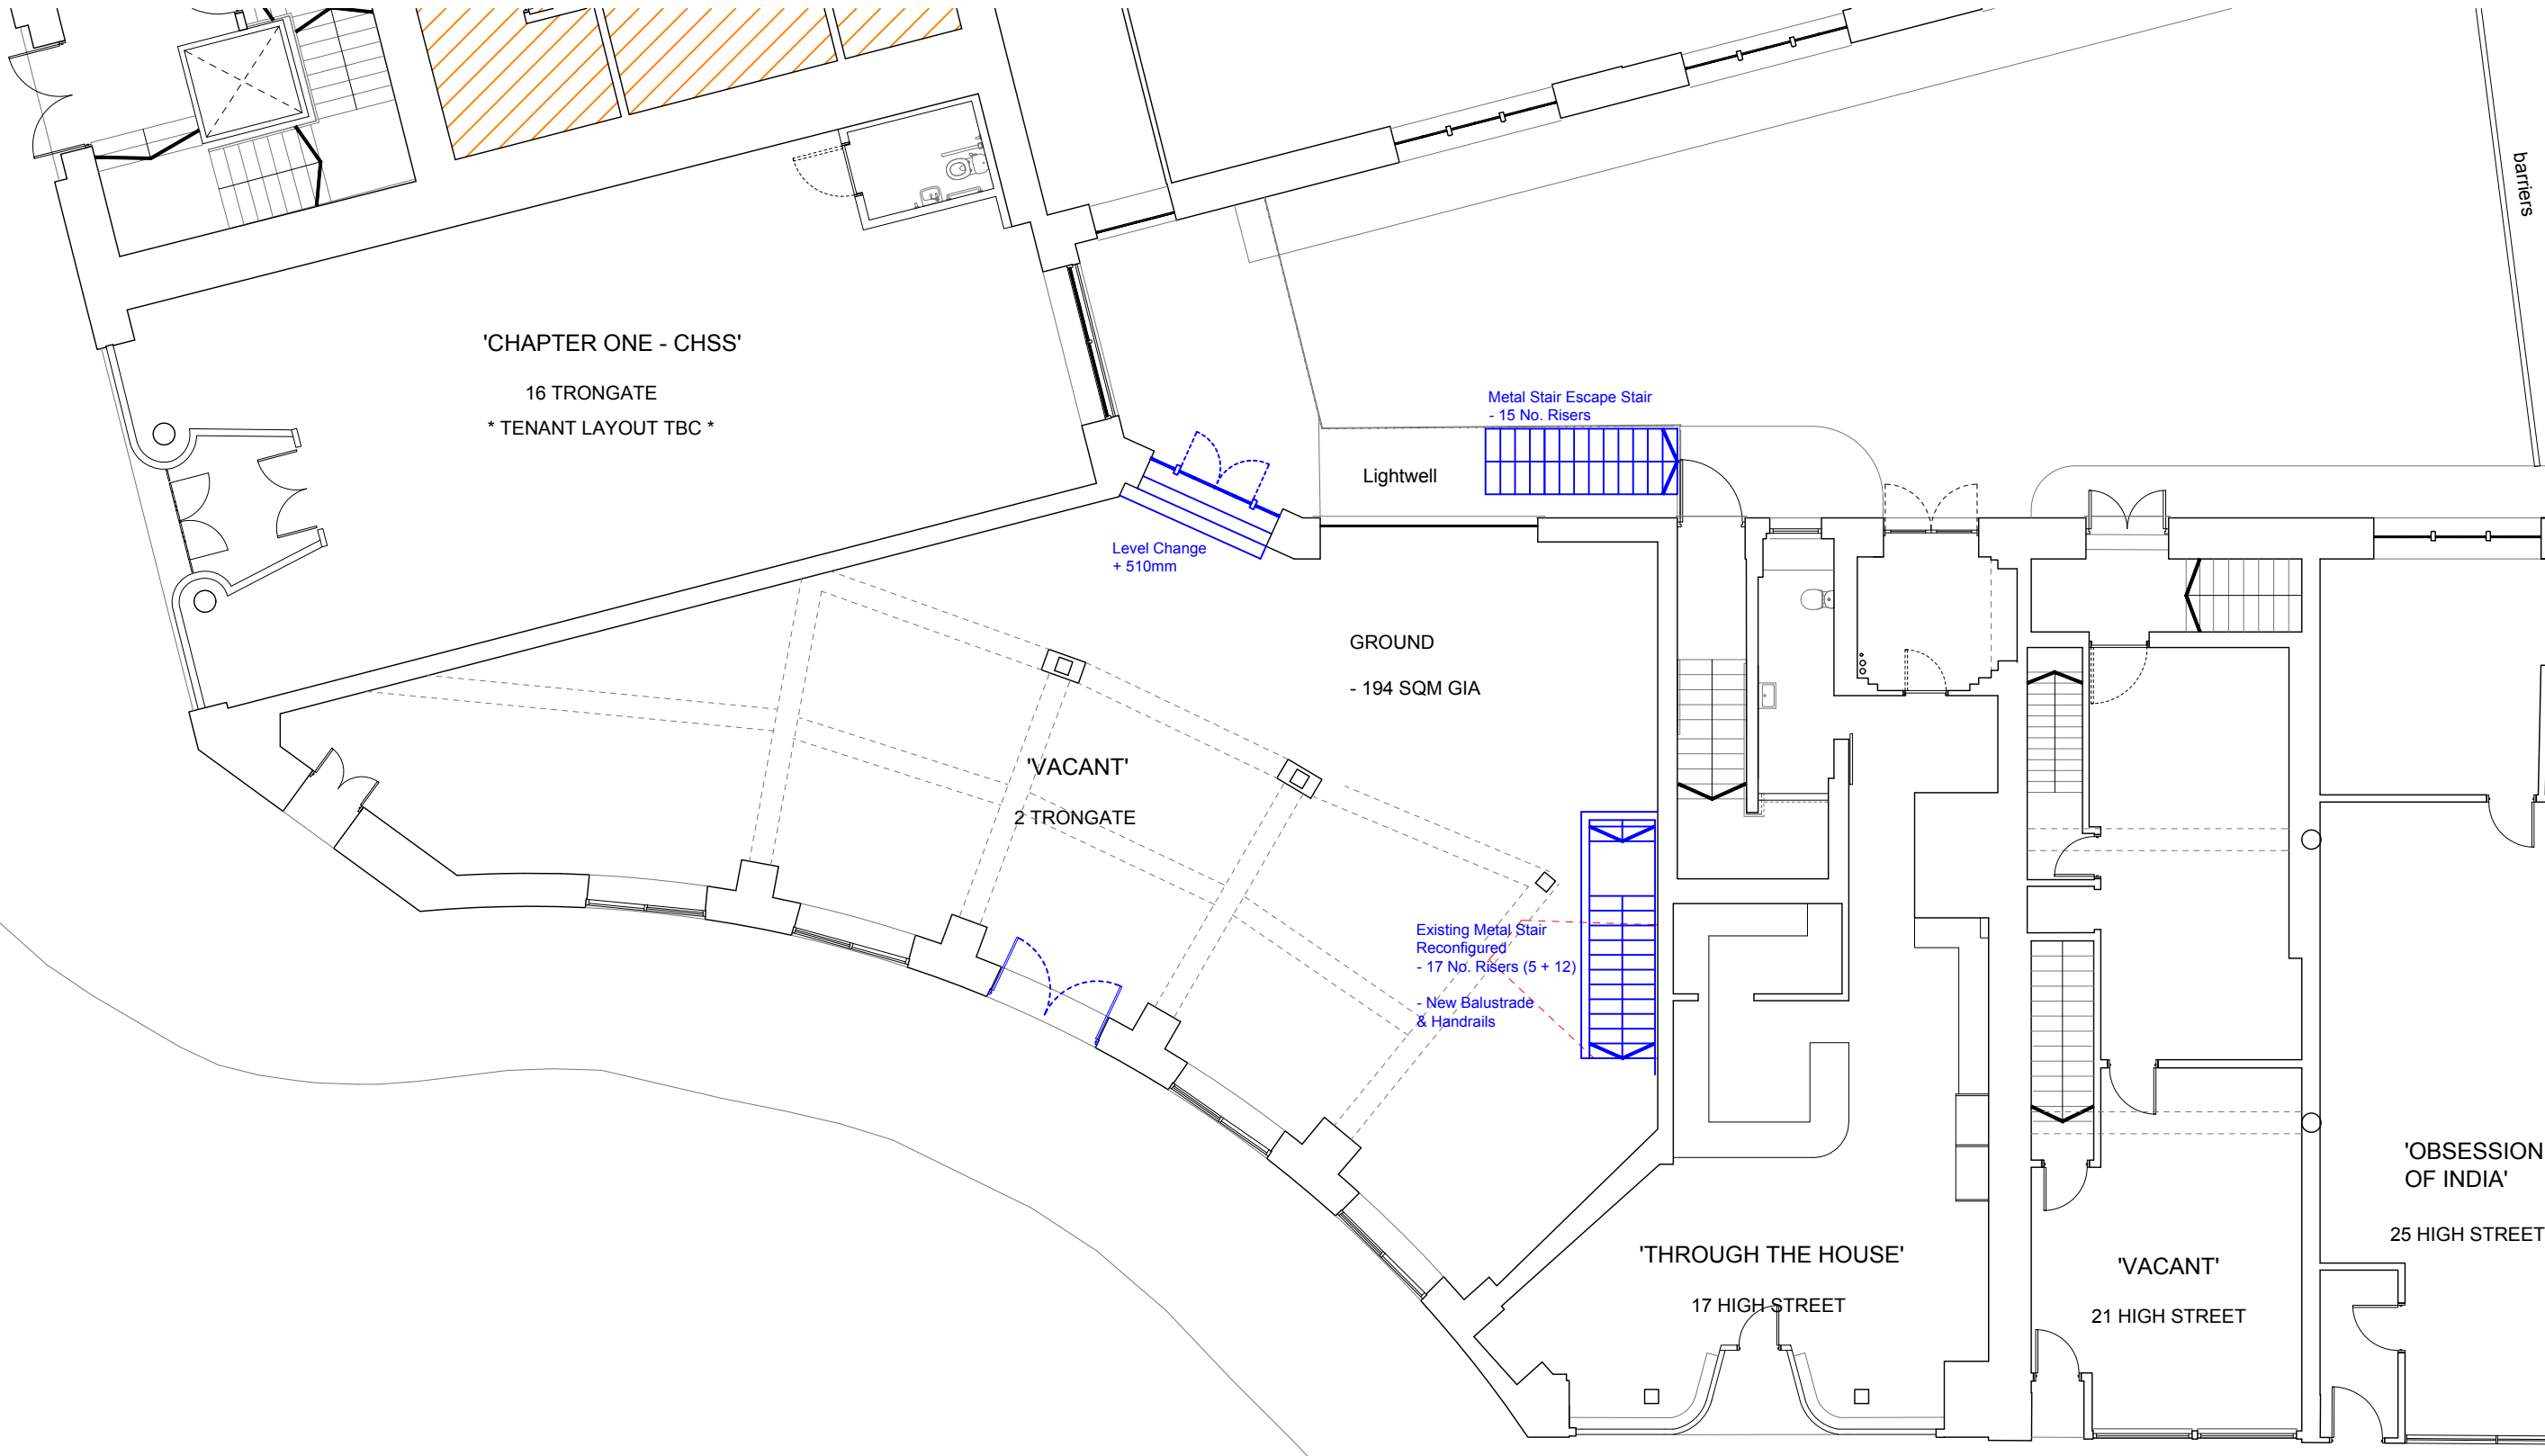 barriers
'CHAPTER ONE - CHSS'
16 TRONGATE
* TENANT LAYOUT TBC *
Metal Stair Escape Stair
- 15 No. Risers
Lightwell
Level Change
+ 510mm
GROUND
- 194 SQM GIA
'VACANT'
2 TRONGATE
Existing Metal Stair
Reconfigured
- 17 No. Risers (5 + 12)
- New Balustrade
& Handrails
'OBSESSION
OF INDIA'
25 HIGH STREET
'THROUGH THE HOUSE'
17 HIGH STREET
'VACANT'
21 HIGH STREET